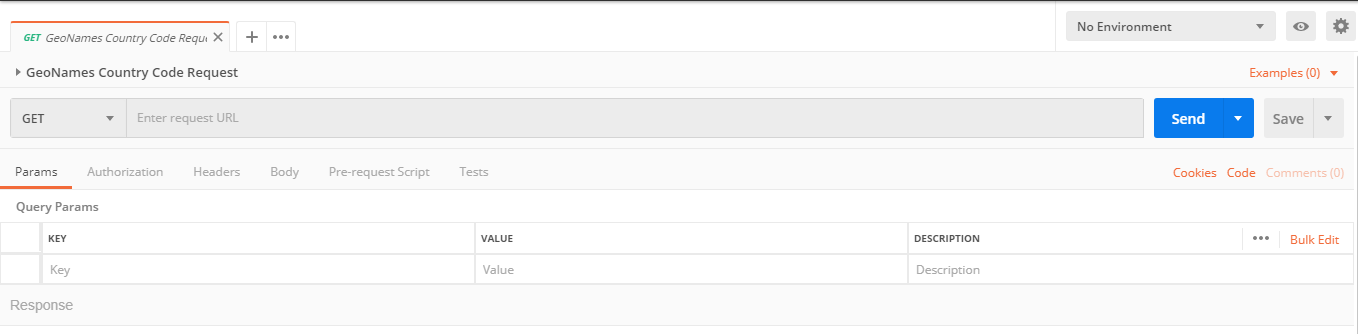 GET GeoNames Country Code Requ
No Environment
GeoNames Country Code Request
Examples (0)
GET
Enter request URL
Send
Save
Params Authorization Headers Body Pre-request Script Tests
Cookies Code Comments (0)
Query Params
KEY VALUE DESCRIPTION
Bulk Edit
Key Value Description
Response